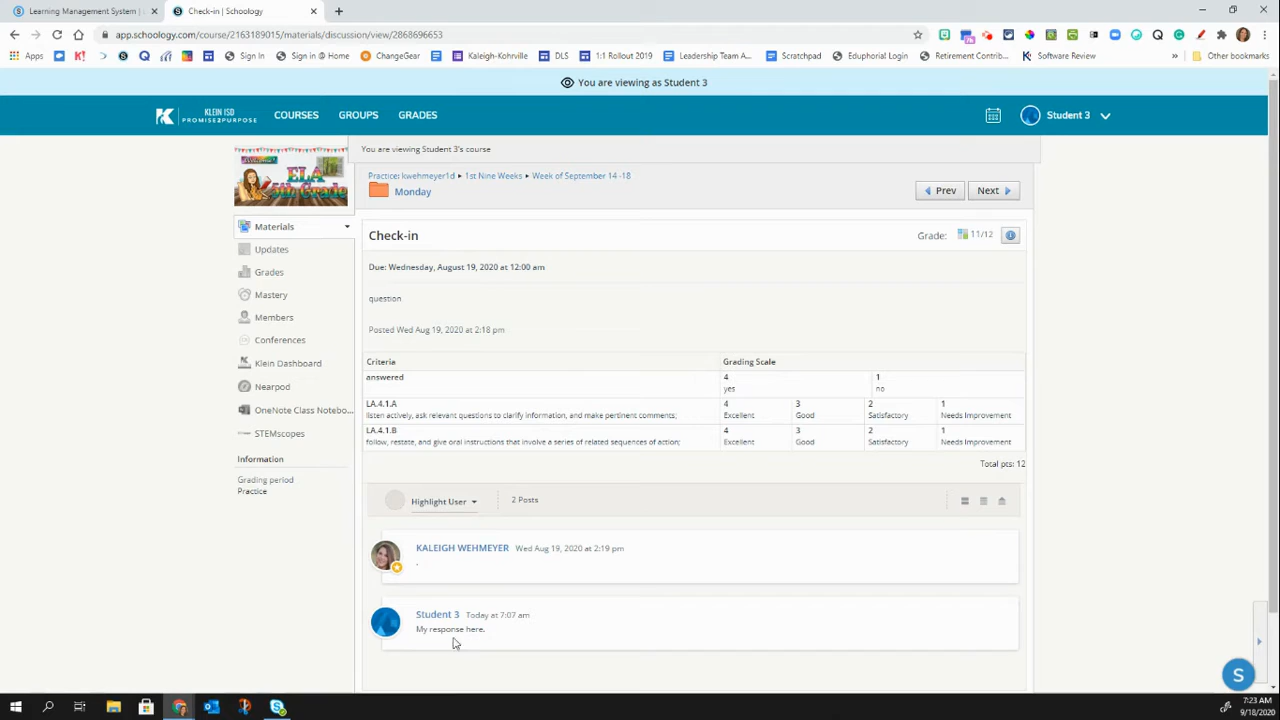 Learning Management System |
Check-in | Schoology
app.schoology.com/course/2163189015/materials/discussion/view/2868696653
Apps
Sign In
Sign in @ Home
ChangeGear
Kaleigh-Kohrville
DLS
1:1 Rollout 2019
Leadership Team A...
Scratchpad
Eduphorial Login
Retirement Contrib...
Software Review
Other bookmarks
You are viewing as Student 3
KLEIN ISD
PROMISE2PURPOSE
COURSES
GROUPS
GRADES
Student 3
You are viewing Student 3's course
Welcome!
ELA
5th Grade
Practice: kwehmeyer1d
1st Nine Weeks
Week of September 14 -18
Monday
Prev
Next
Materials
Updates
Grades
Mastery
Members
Conferences
Klein Dashboard
Nearpod
OneNote Class Notebo...
STEMscopes
Information
Grading period
Practice
Check-in
Grade: 11/12
Due: Wednesday, August 19, 2020 at 12:00 am
question
Posted Wed Aug 19, 2020 at 2:18 pm
Criteria Grading Scale
answered 4 1
yes no
LA.4.1.A 4 3 2 1
listen actively, ask relevant questions to clarify information, and make pertinent comments; Excellent Good Satisfactory Needs Improvement
LA.4.1.B 4 3 2 1
follow, restate, and give oral instructions that involve a series of related sequences of action; Excellent Good Satisfactory Needs Improvement
Total pts: 12
Highlight User
2 Posts
KALEIGH WEHMEYER Wed Aug 19, 2020 at 2:19 pm
.
Student 3 Today at 7:07 am
My response here.
S
7:23 AM
9/18/2020